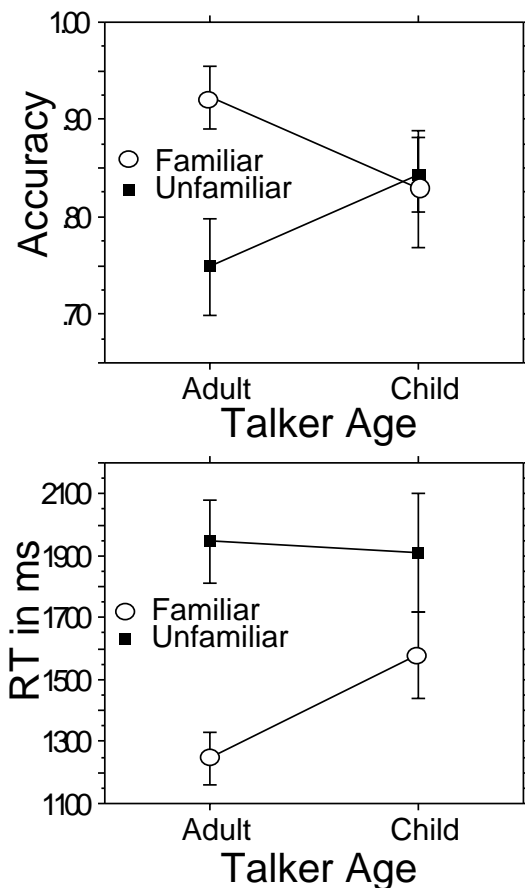 Accuracy
1.00
.90
.80
.70
Familiar
Unfamiliar
Adult
Child
Talker Age
RT in ms
2100
1900
1700
1500
1300
1100
Familiar
Unfamiliar
Adult
Child
Talker Age